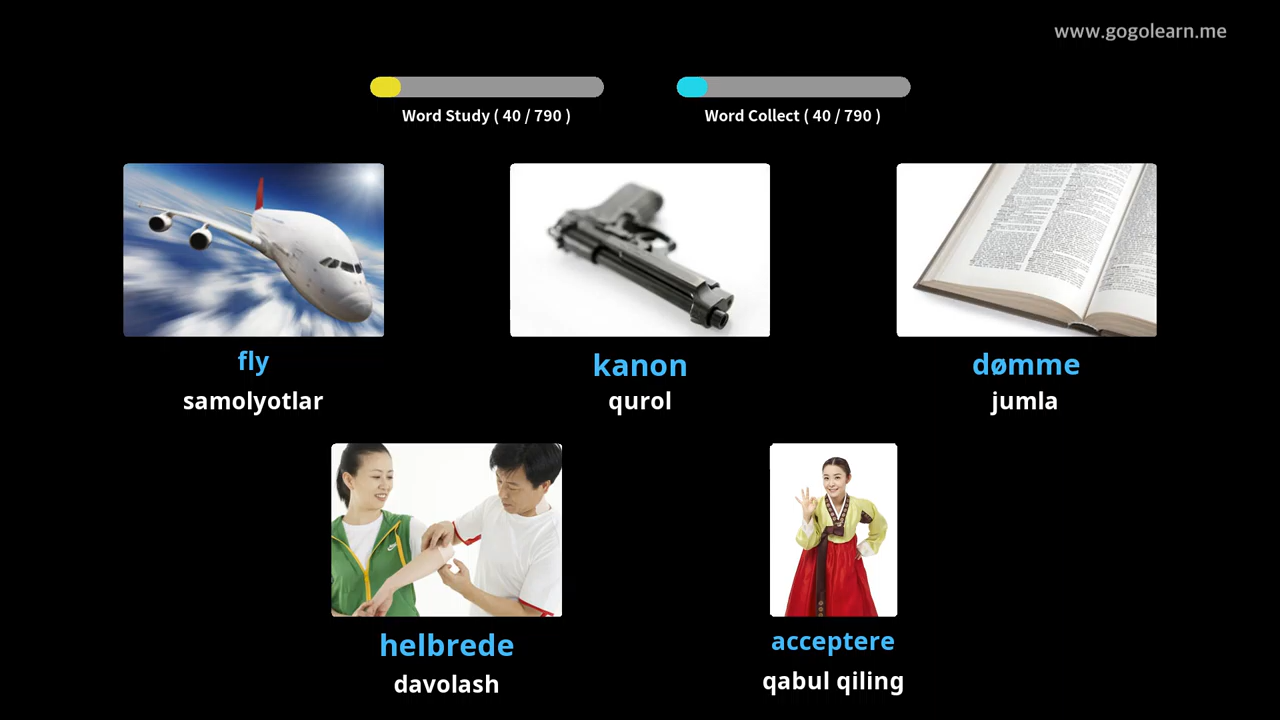 www.gogolearn.me
Word Study ( 40 / 790 )
Word Collect ( 40 / 790 )
fly
samolyotlar
kanon
qurol
dømme
jumla
helbrede
davolash
acceptere
qabul qiling